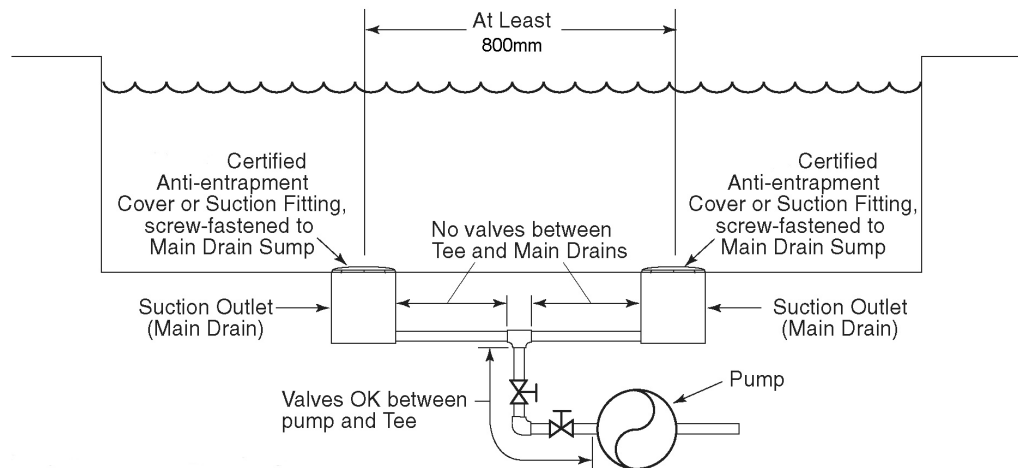 At Least
800mm
Certified
Anti-entrapment
Cover or Suction Fitting,
screw-fastened to
Main Drain Sump
Certified
Anti-entrapment
Cover or Suction Fitting,
screw-fastened to
Main Drain Sump
No valves between
Tee and Main Drains
Suction Outlet
(Main Drain)
Suction Outlet
(Main Drain)
Valves OK between
pump and Tee
Pump